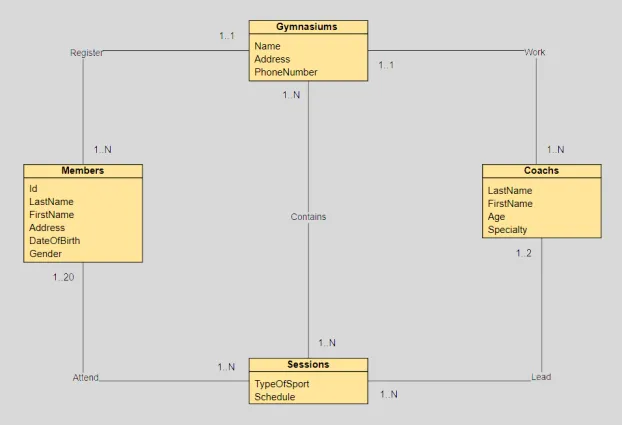 Gymnasiums
1..1
Name
Address
PhoneNumber
Register
Work
1..1
1..N
1..N
1..N
Members
Id
LastName
FirstName
Address
DateOfBirth
Gender
Coachs
LastName
FirstName
Age
Specialty
Contains
1..20
1..2
1..N
Sessions
1..N
TypeOfSport
Schedule
Attend
Lead
1..N